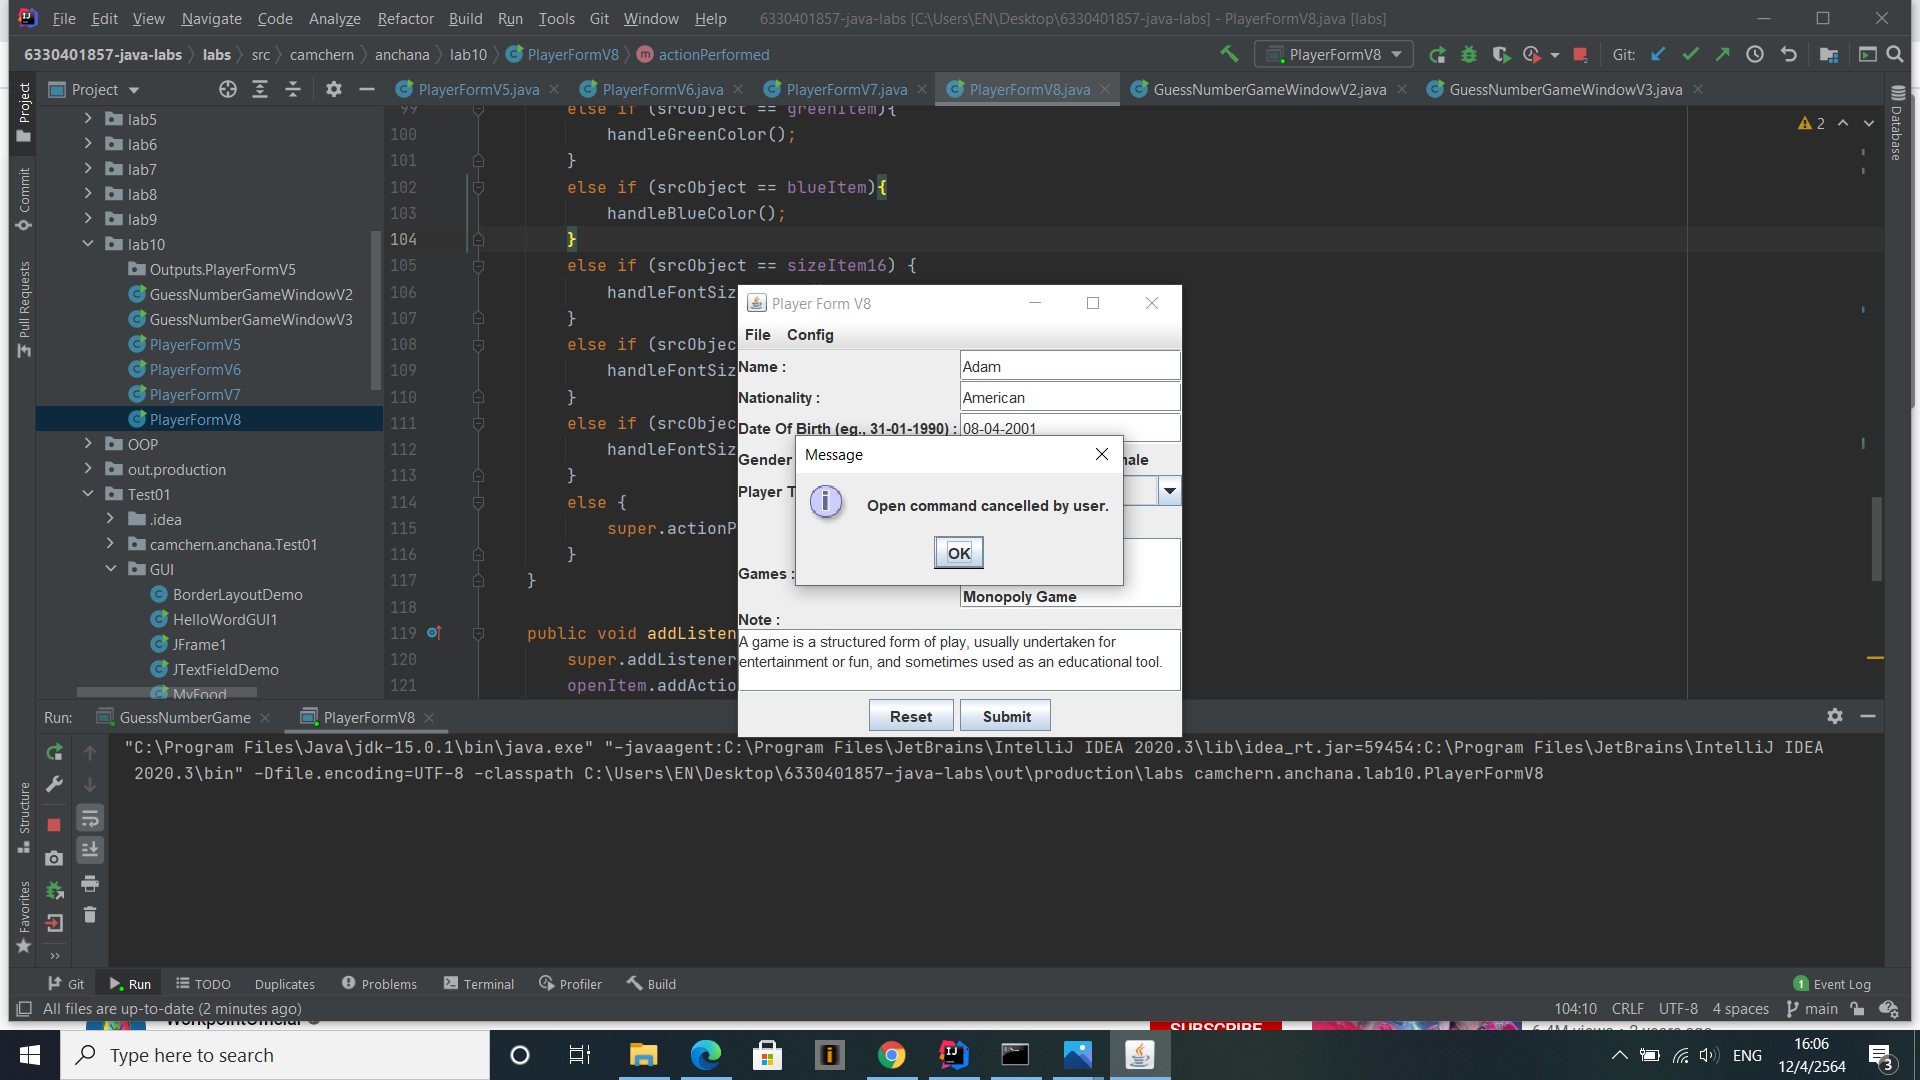 File Edit View Navigate Code Analyze Refactor Build Run Tools Git Window Help 6330401857-java-labs [C:\Users\EN\Desktop\6330401857-java-labs] - PlayerFormV8.java [labs]
6330401857-java-labs labs src camchern anchana lab10 PlayerFormV8 actionPerformed PlayerFormV8 Git:
Project PlayerFormV5.java PlayerFormV6.java PlayerFormV7.java PlayerFormV8.java GuessNumberGameWindowV2.java GuessNumberGameWindowV3.java
Project
Commit
Pull Requests
Structure
Favorites
Database
lab5
lab6
lab7
lab8
lab9
lab10
Outputs.PlayerFormV5
GuessNumberGameWindowV2
GuessNumberGameWindowV3
PlayerFormV5
PlayerFormV6
PlayerFormV7
PlayerFormV8
OOP
out.production
Test01
.idea
camchern.anchana.Test01
GUI
BorderLayoutDemo
HelloWordGUI1
JFrame1
JTextFieldDemo
MyFood
2
99 else if (srcObject == greenItem){
100 handleGreenColor();
101 }
102 else if (srcObject == blueItem){
103 handleBlueColor();
104 }
105 else if (srcObject == sizeItem16) {
106 handleFontSiz
107 }
108 else if (srcObjec
109 handleFontSiz
110 }
111 else if (srcObjec
112 handleFontSiz
113 }
114 else {
115 super.actionP
116 }
117 }
118
119 public void addListen
120 super.addListener
121 openItem.addActio
Player Form V8
File Config
Name : Adam
Nationality : American
Date Of Birth (eg., 31-01-1990) : 08-04-2001
Gender nale
Player T
Games :
Monopoly Game
Note :
A game is a structured form of play, usually undertaken for
entertainment or fun, and sometimes used as an educational tool.
Reset Submit
Message
Open command cancelled by user.
OK
Run: GuessNumberGame PlayerFormV8
"C:\Program Files\Java\jdk-15.0.1\bin\java.exe" "-javaagent:C:\Program Files\JetBrains\IntelliJ IDEA 2020.3\lib\idea_rt.jar=59454:C:\Program Files\JetBrains\IntelliJ IDEA
2020.3\bin" -Dfile.encoding=UTF-8 -classpath C:\Users\EN\Desktop\6330401857-java-labs\out\production\labs camchern.anchana.lab10.PlayerFormV8
Git Run TODO Duplicates Problems Terminal Profiler Build 1 Event Log
All files are up-to-date (2 minutes ago) 104:10 CRLF UTF-8 4 spaces main
WorkpointOfficial SUBSCRIBE 6.4M views • 2 years ago
Type here to search ENG 16:06
12/4/2564 3